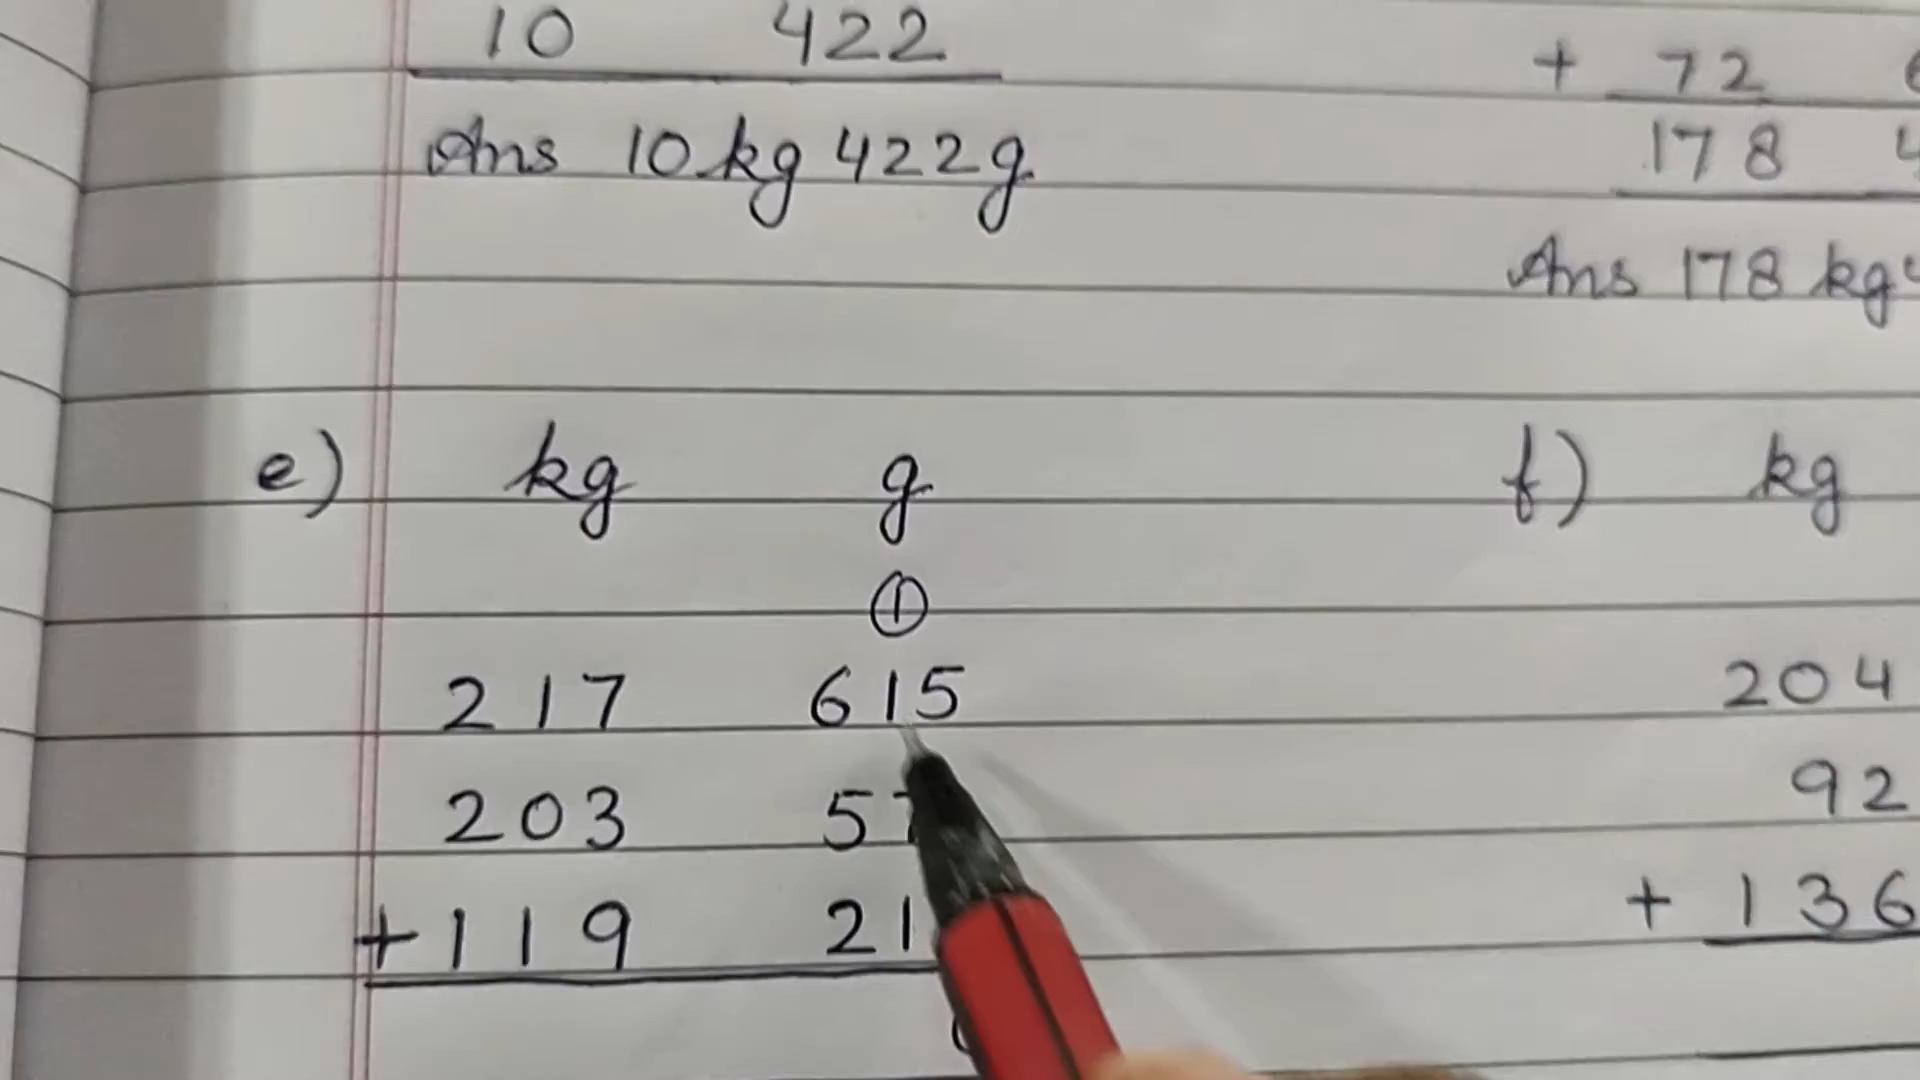 10 422
Ans 10 kg 422g
+ 72
178
Ans 178 kg
e) kg g
①
217 615
203 5
+119 21
f) kg
204
92
+ 136